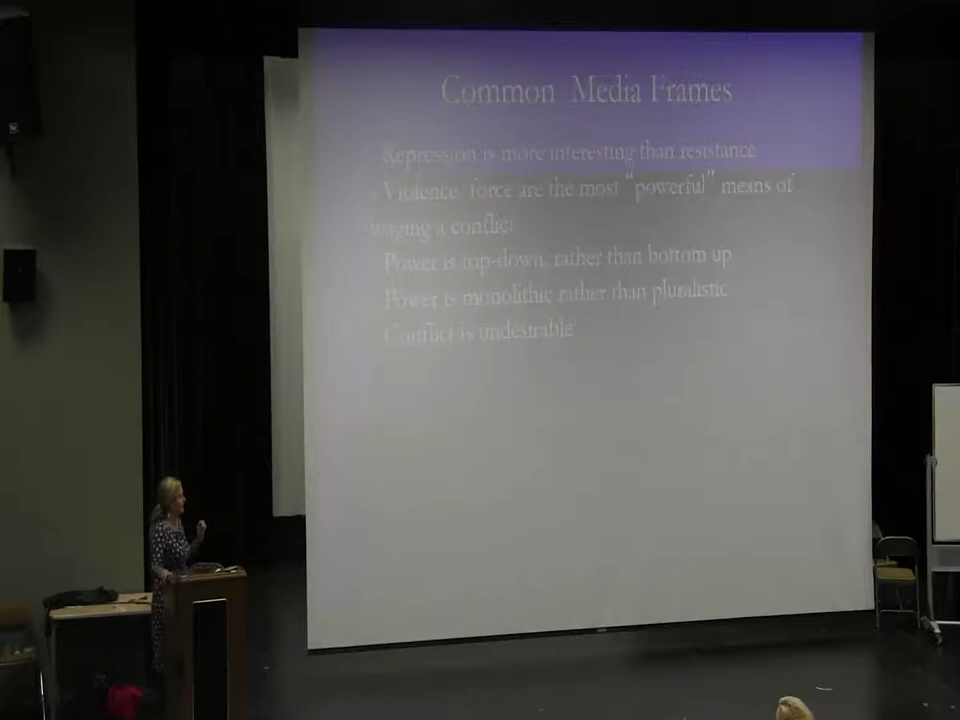 Common Media Frames
Repression is more interesting than resistance
Violence force are the most “powerful” means of
waging a conflict
Power is top-down rather than bottom up
Power is monolithic rather than pluralistic
Conflict is undesirable